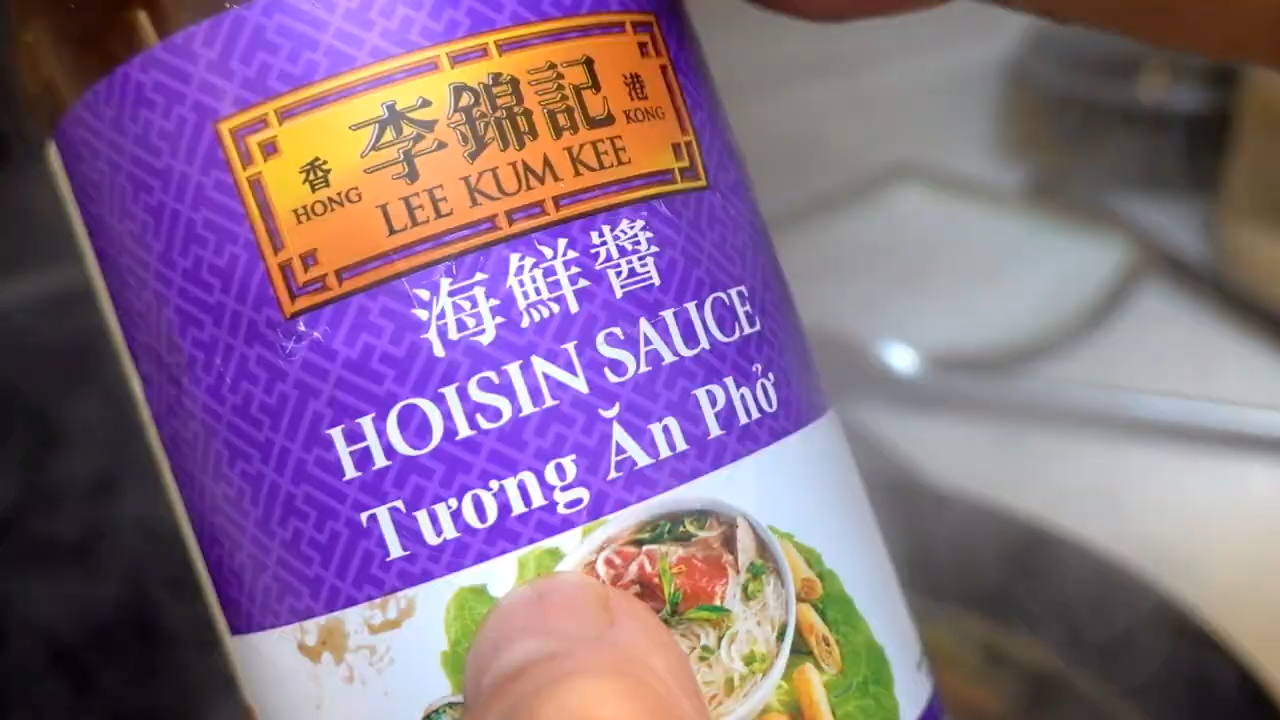 香 李錦記 港
HONG LEE KUM KEE KONG
海鮮醬
HOISIN SAUCE
Tương Ăn Phở